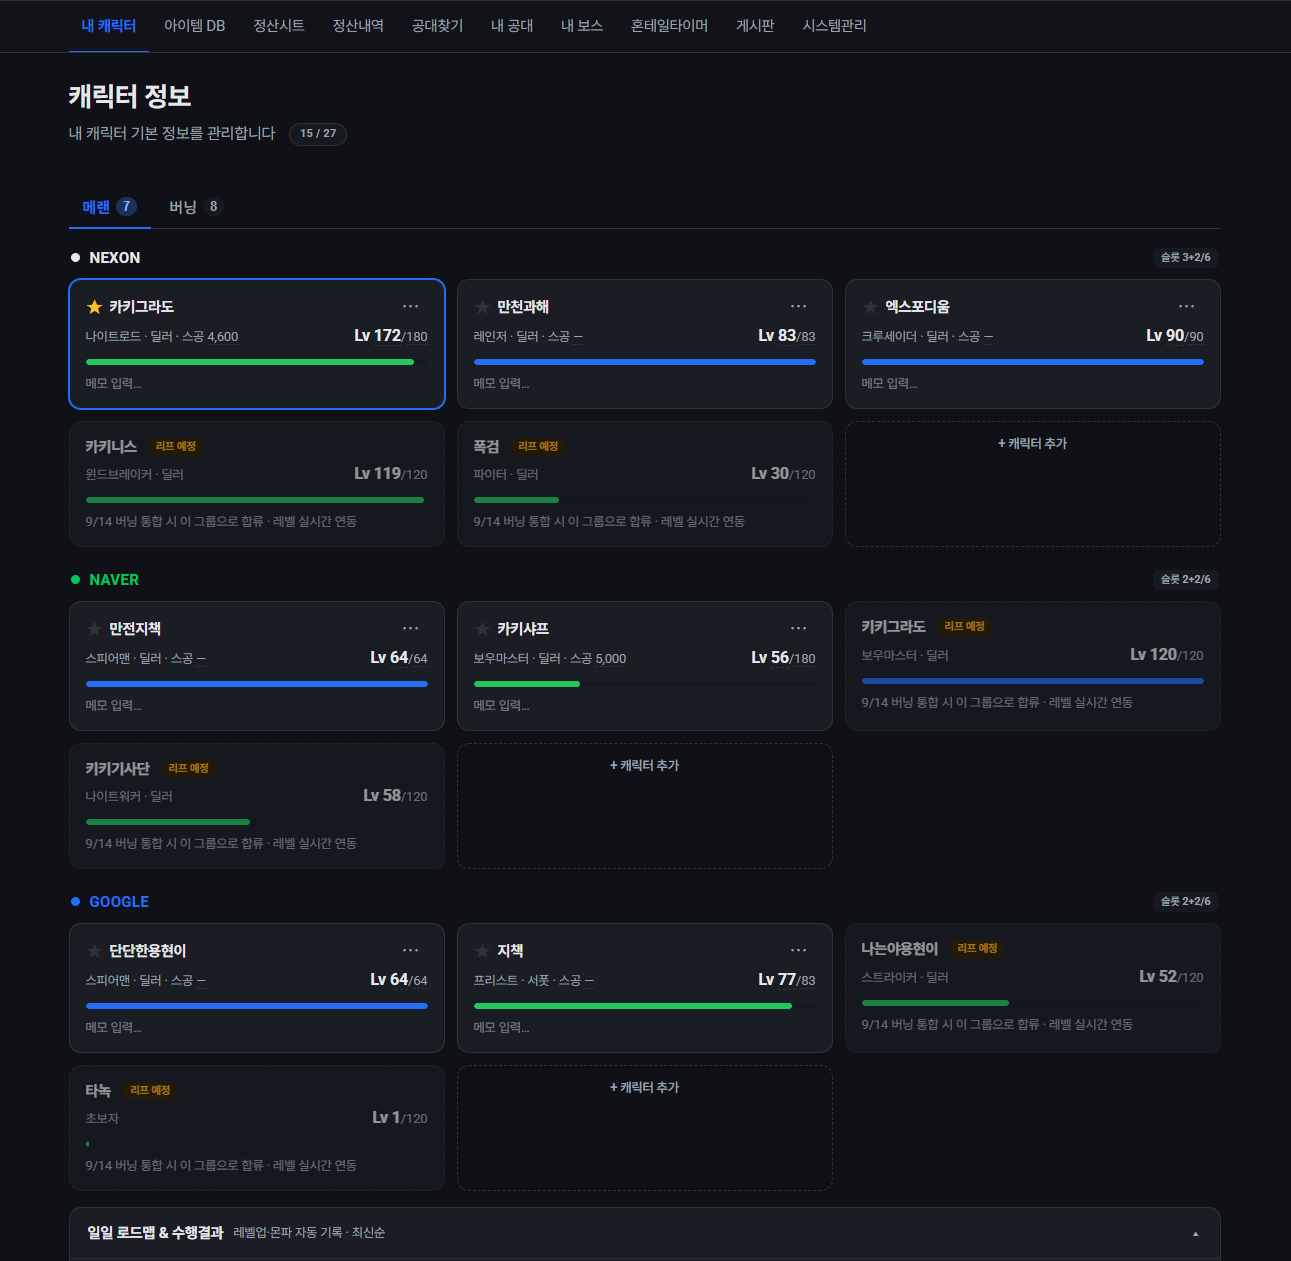 내 캐릭터 아이템 DB 정산시트 정산내역 공대찾기 내 공대 내 보스 혼테일타이머 게시판 시스템관리
캐릭터 정보
내 캐릭터 기본 정보를 관리합니다 15 / 27
메랜 7 버닝 8
NEXON 슬롯 3+2/6
카키그라도 ···
나이트로드 · 딜러 · 스공 4,600 Lv 172/180
메모 입력...
만천과해 ···
레인저 · 딜러 · 스공 — Lv 83/83
메모 입력...
엑스포디움 ···
크루세이더 · 딜러 · 스공 — Lv 90/90
메모 입력...
카키니스 리프 예정
윈드브레이커 · 딜러 Lv 119/120
9/14 버닝 통합 시 이 그룹으로 합류 · 레벨 실시간 연동
폭검 리프 예정
파이터 · 딜러 Lv 30/120
9/14 버닝 통합 시 이 그룹으로 합류 · 레벨 실시간 연동
+ 캐릭터 추가
NAVER 슬롯 2+2/6
만전지책 ···
스피어맨 · 딜러 · 스공 — Lv 64/64
메모 입력...
카키샤프 ···
보우마스터 · 딜러 · 스공 5,000 Lv 56/180
메모 입력...
키키그라도 리프 예정
보우마스터 · 딜러 Lv 120/120
9/14 버닝 통합 시 이 그룹으로 합류 · 레벨 실시간 연동
키키기사단 리프 예정
나이트워커 · 딜러 Lv 58/120
9/14 버닝 통합 시 이 그룹으로 합류 · 레벨 실시간 연동
+ 캐릭터 추가
GOOGLE 슬롯 2+2/6
단단한용현이 ···
스피어맨 · 딜러 · 스공 — Lv 64/64
메모 입력...
지책 ···
프리스트 · 서폿 · 스공 — Lv 77/83
메모 입력...
나는야용현이 리프 예정
스트라이커 · 딜러 Lv 52/120
9/14 버닝 통합 시 이 그룹으로 합류 · 레벨 실시간 연동
타녹 리프 예정
초보자 Lv 1/120
9/14 버닝 통합 시 이 그룹으로 합류 · 레벨 실시간 연동
+ 캐릭터 추가
일일 로드맵 & 수행결과 레벨업·몬파 자동 기록 · 최신순